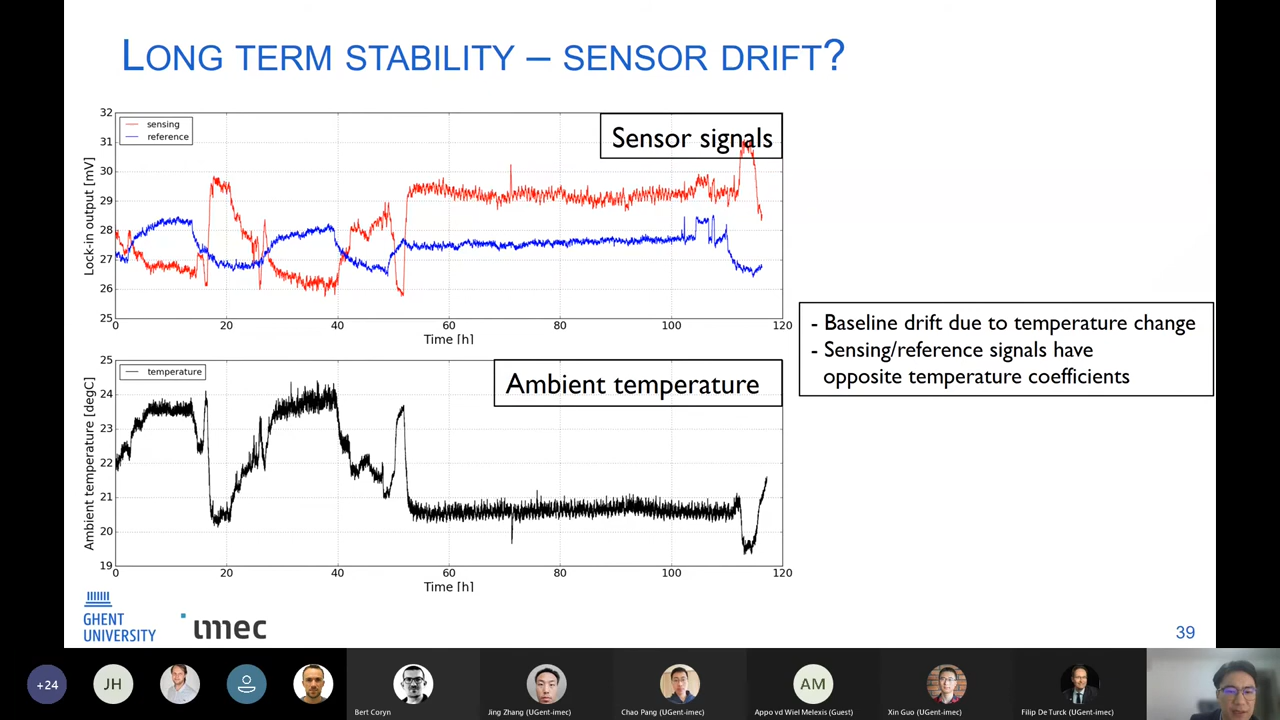 LONG TERM STABILITY – SENSOR DRIFT?
Sensor signals
sensing
reference
Lock-in output [mV]
32
31
30
29
28
27
26
25
0
20
40
60
80
100
120
Time [h]
- Baseline drift due to temperature change
- Sensing/reference signals have
opposite temperature coefficients
Ambient temperature
temperature
Ambient temperature [degC]
25
24
23
22
21
20
19
0
20
40
60
80
100
120
Time [h]
GHENT
UNIVERSITY
imec
39
+24
JH
AM
Bert Coryn
Jing Zhang (UGent-imec)
Chao Pang (UGent-imec)
Appo vd Wiel Melexis (Guest)
Xin Guo (UGent-imec)
Filip De Turck (UGent-imec)